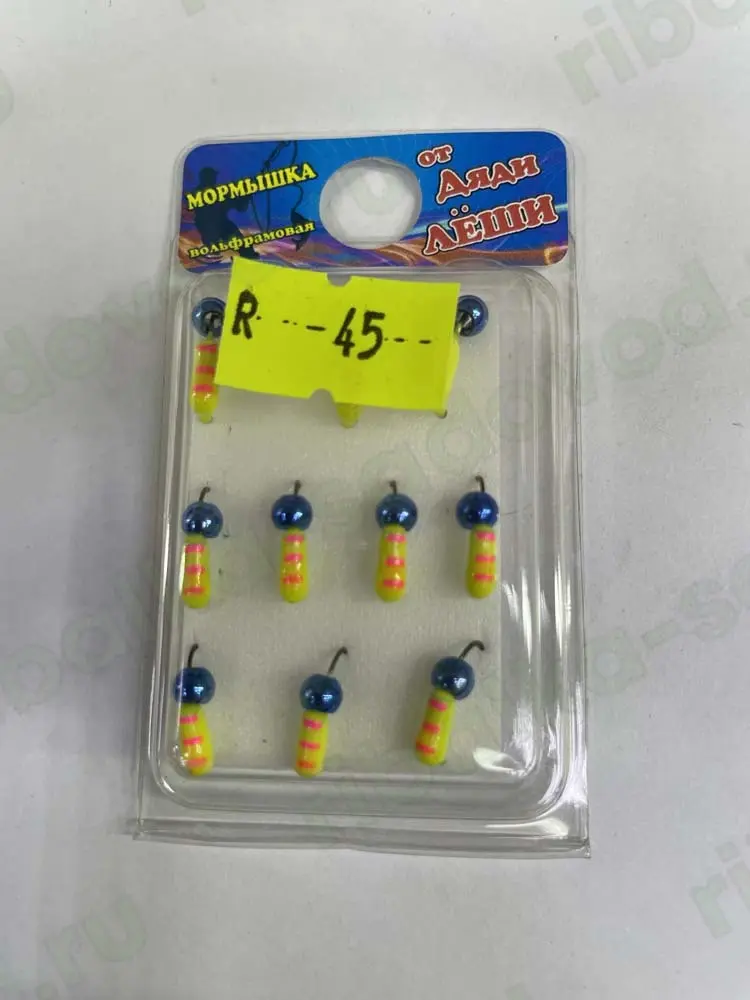 МОРМЫШКА
вольфрамовая
от
Дяди
ЛЁШИ
R --- -45- --